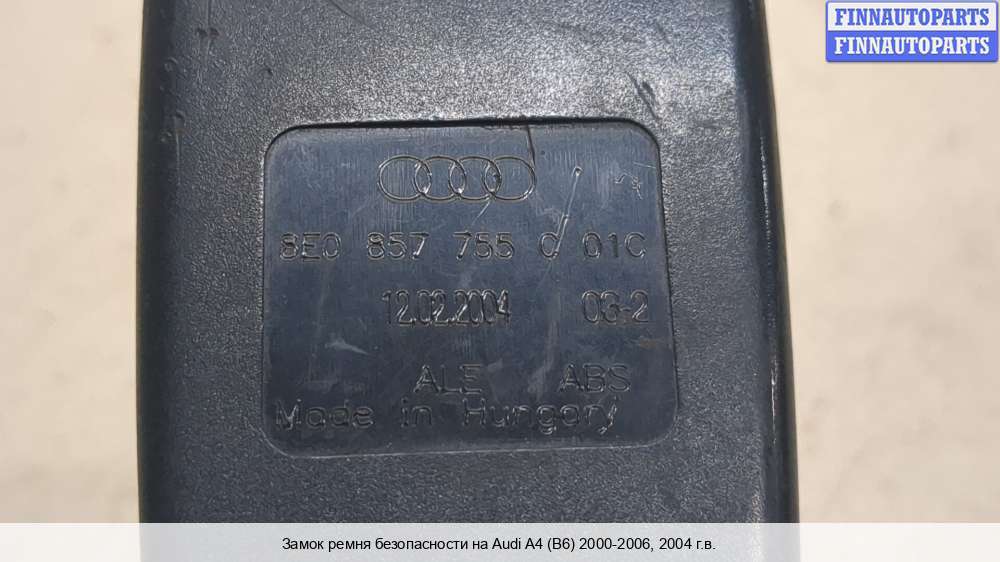 FINNAUTOPARTS
FINNAUTOPARTS
8E0 857 755 C 01C
12.02.2004 03-2
ALE ABS
Made in Hungary
Замок ремня безопасности на Audi A4 (B6) 2000-2006, 2004 г.в.